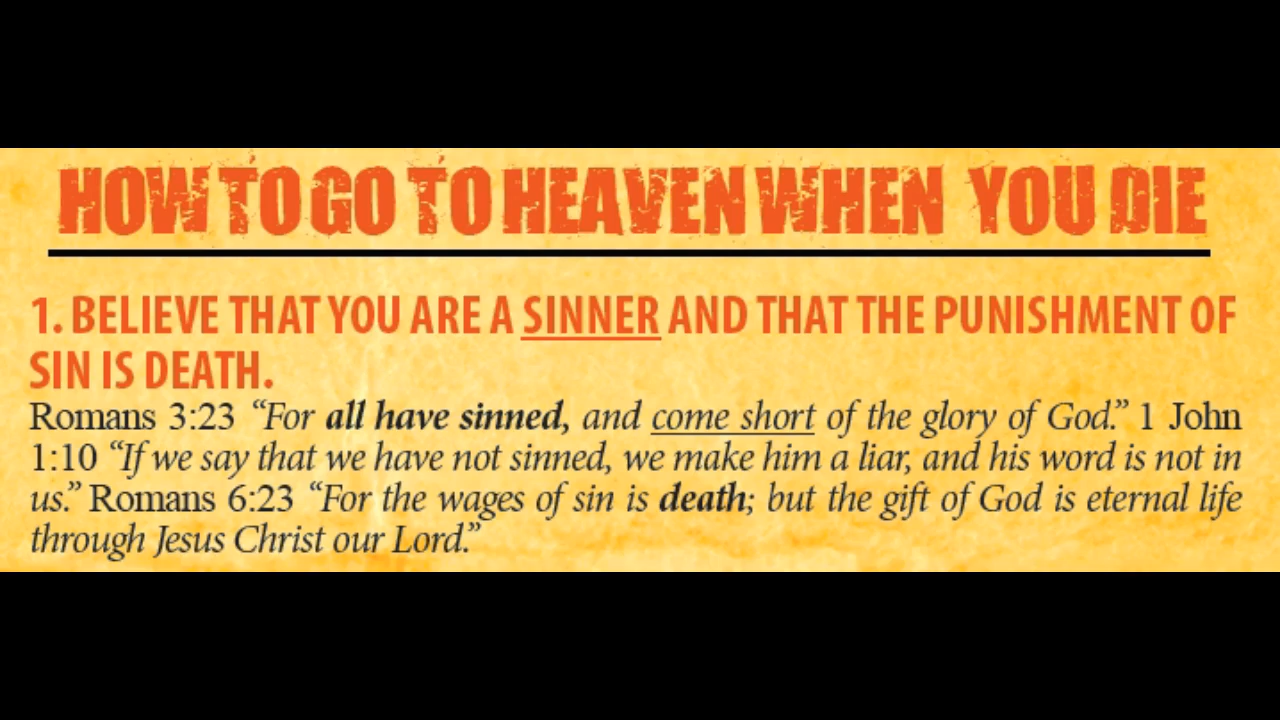 HOW TO GO TO HEAVEN WHEN YOU DIE
1. BELIEVE THAT YOU ARE A SINNER AND THAT THE PUNISHMENT OF
SIN IS DEATH.
Romans 3:23 “For all have sinned, and come short of the glory of God.” 1 John
1:10 “If we say that we have not sinned, we make him a liar, and his word is not in
us.” Romans 6:23 “For the wages of sin is death; but the gift of God is eternal life
through Jesus Christ our Lord.”